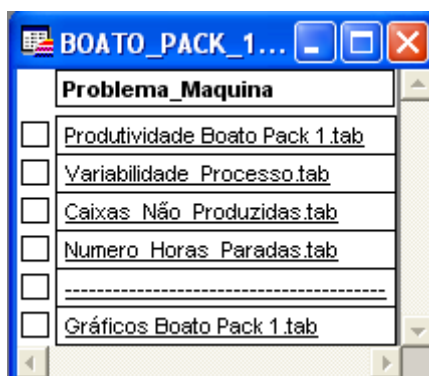 BOATO_PACK_1...
Problema_Maquina
Produtividade Boato Pack 1.tab
Variabilidade_Processo.tab
Caixas_Não_Produzidas.tab
Numero_Horas_Paradas.tab
----------------------------------------
Gráficos Boato Pack 1.tab